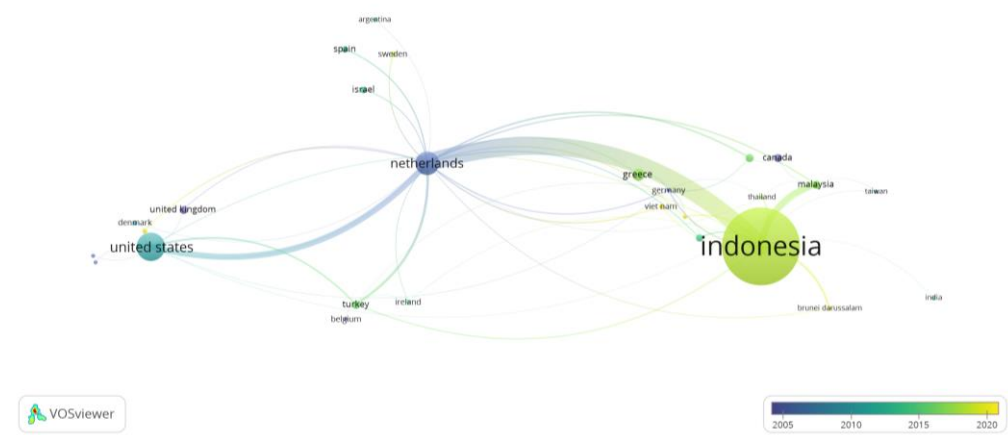 argentina
spain
sweden
israel
netherlands
canada
greece
malaysia
germany
taiwan
thailand
viet nam
united kingdom
denmark
united states
indonesia
india
turkey
ireland
brunei darussalam
belgium
VOSviewer
2005
2010
2015
2020